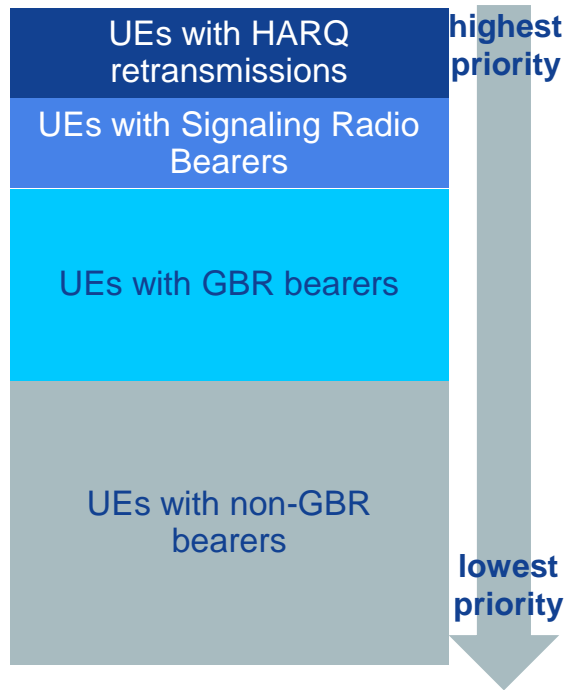 UEs with HARQ
retransmissions
highest
priority
UEs with Signaling Radio
Bearers
UEs with GBR bearers
UEs with non-GBR
bearers
lowest
priority